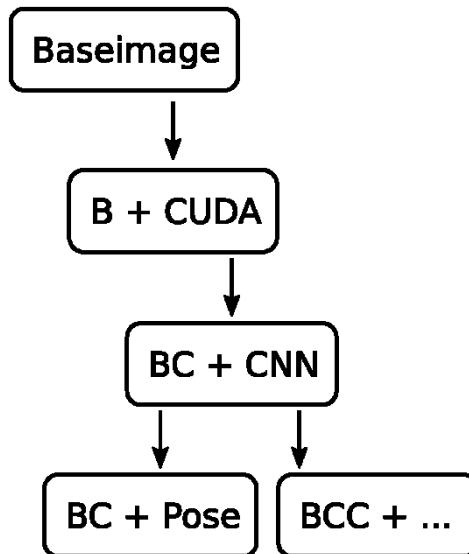 Baseimage
B + CUDA
BC + CNN
BC + Pose
BCC + ...